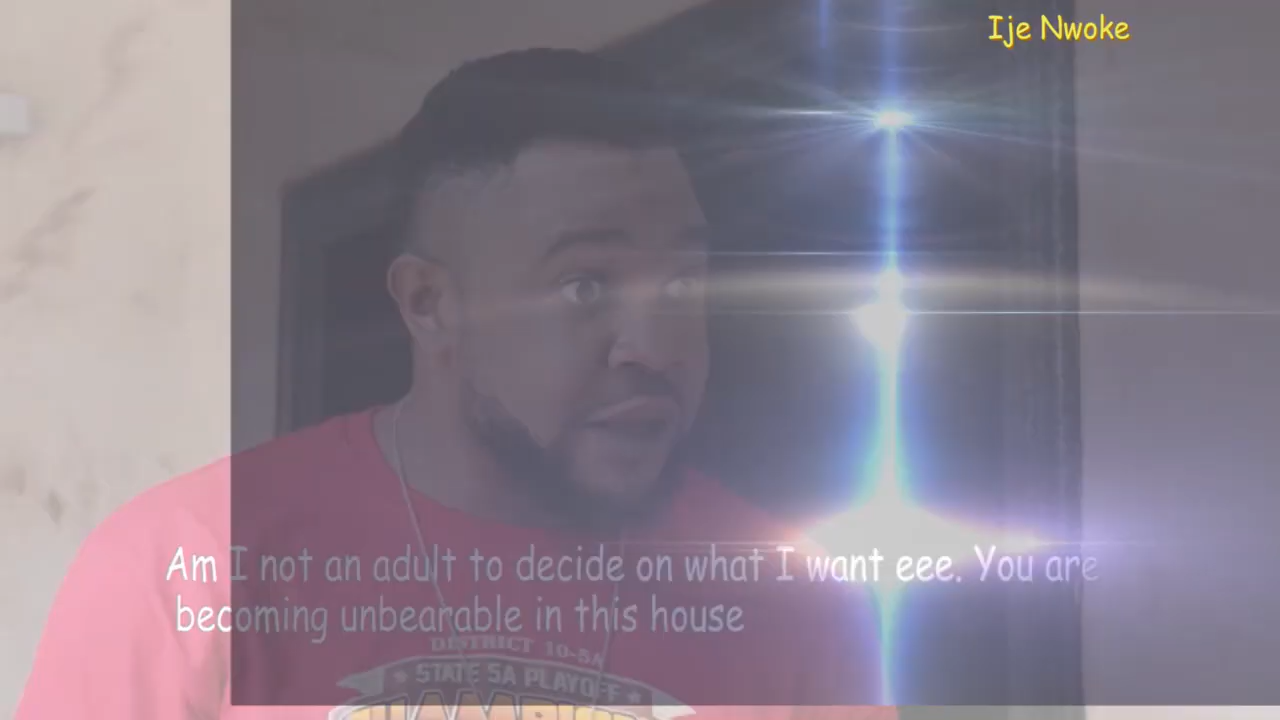 Ije Nwoke
Am I not an adult to decide on what I want eee. You are
becoming unbearable in this house
DISTRICT 10-5A
STATE 5A PLAYOFF